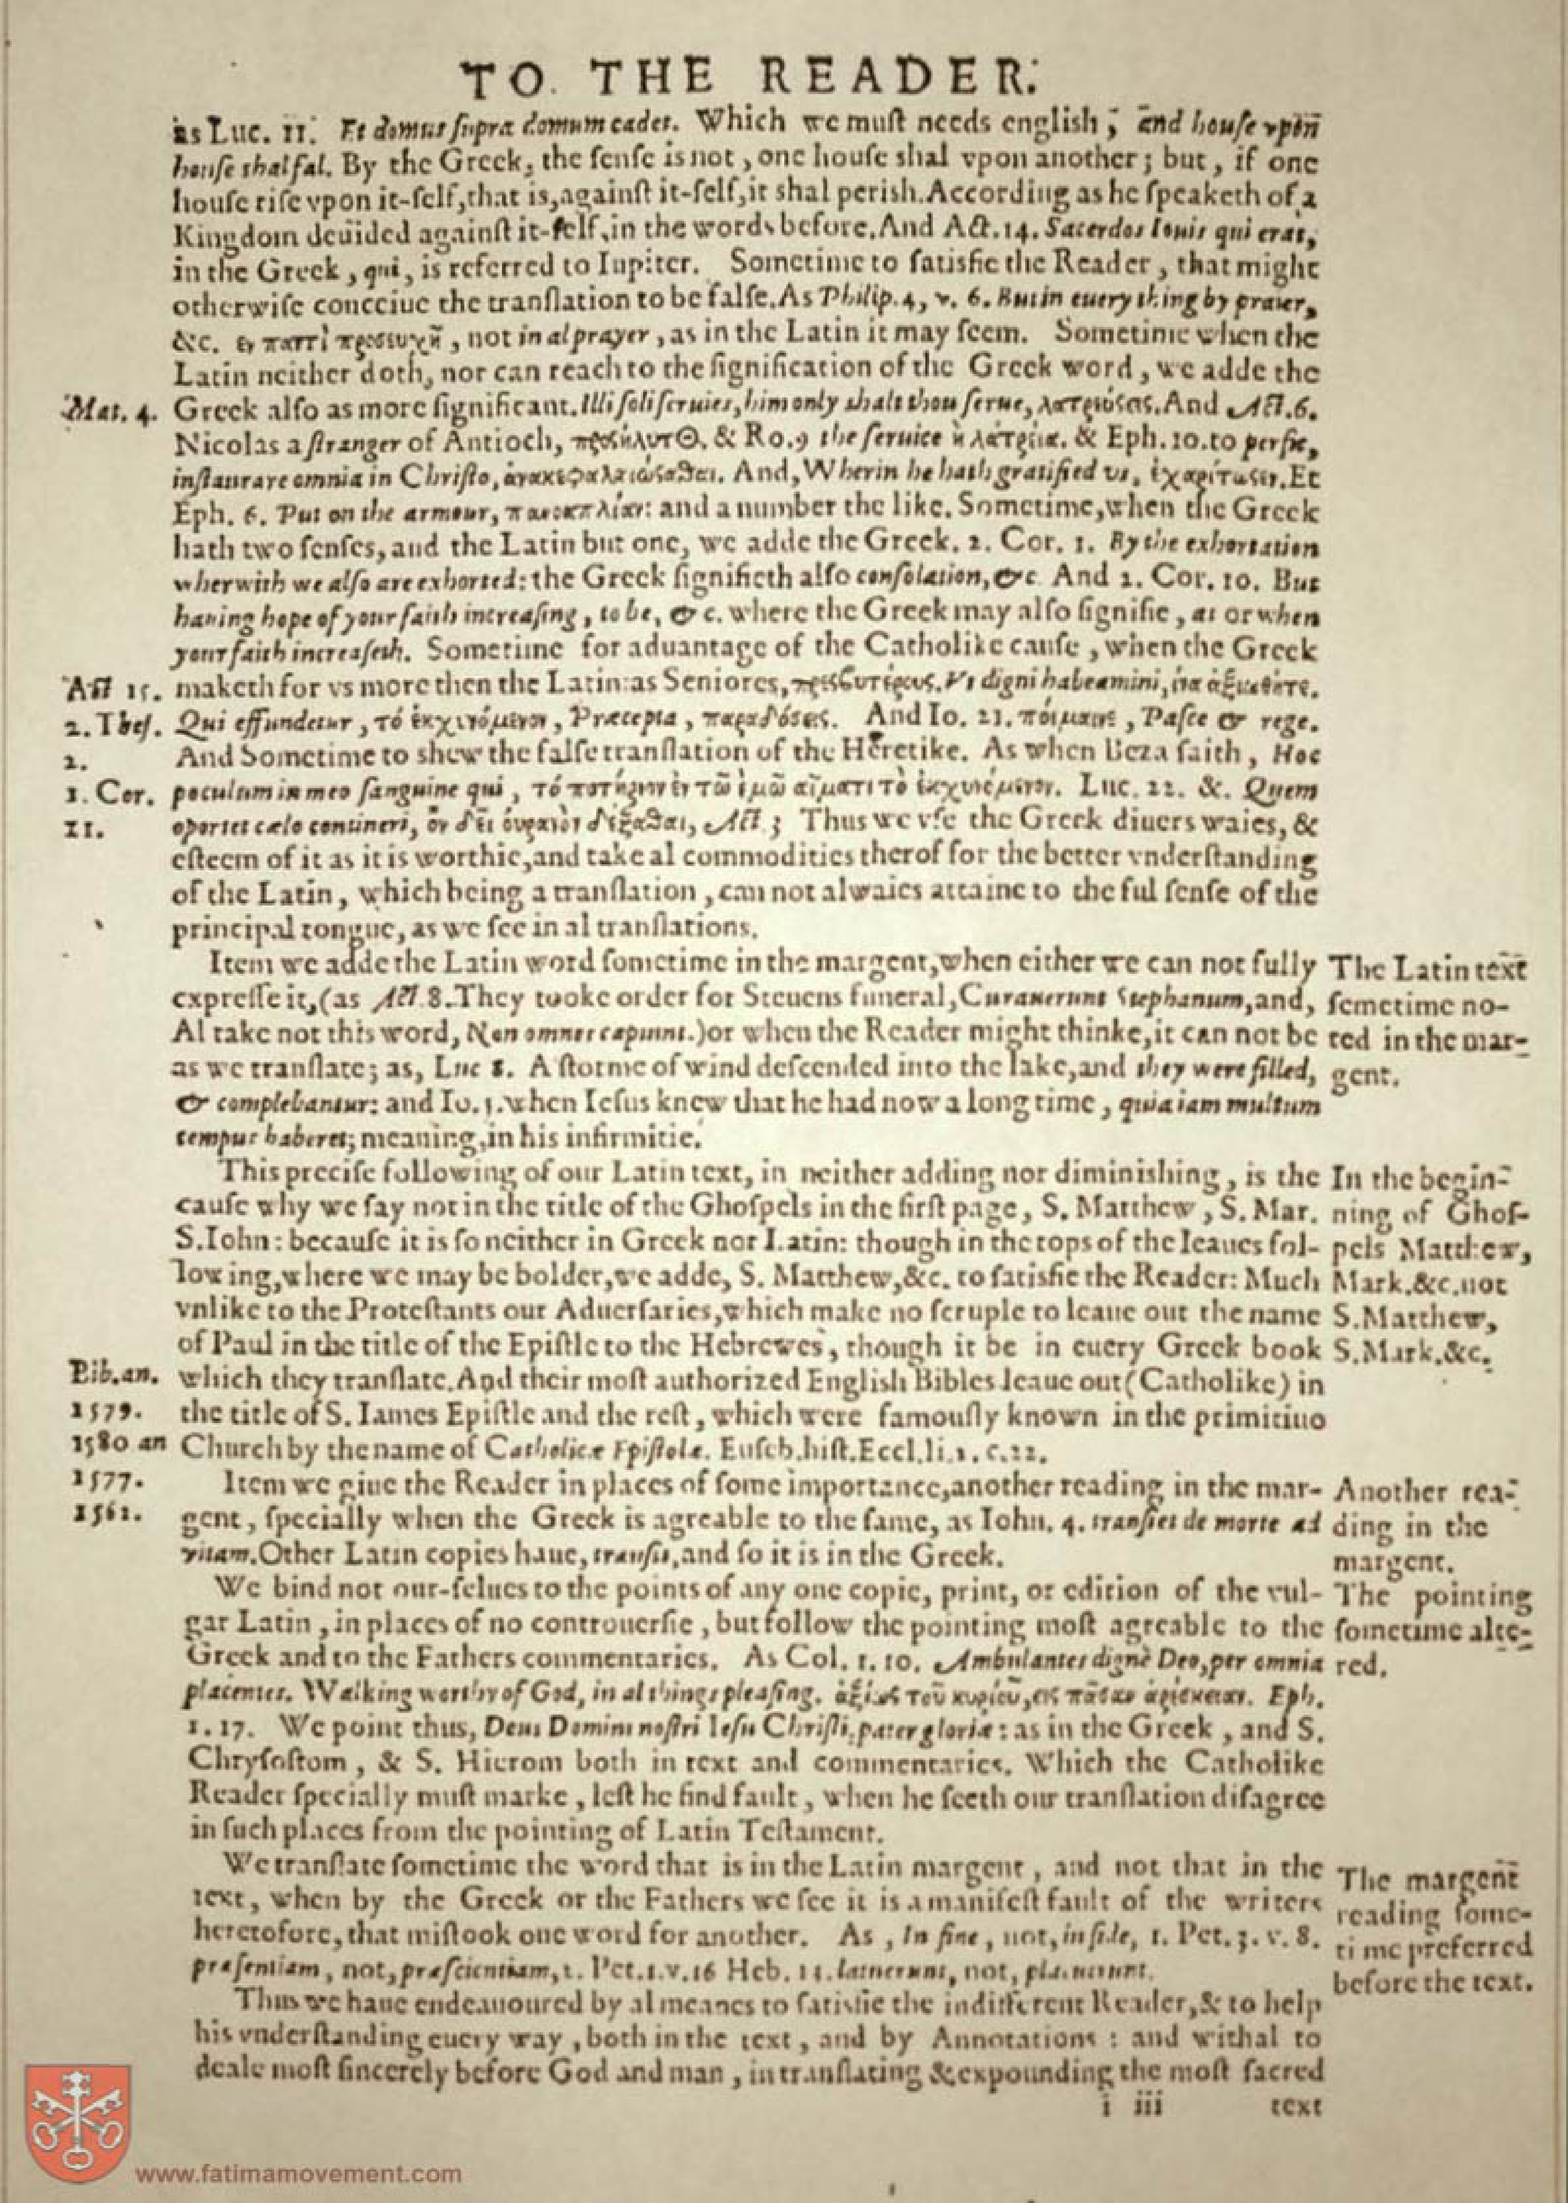 TO THE READER.
as Luc. 11. Et domus supra domum cadet. Which we muſt needs engliſh, and houſe vpon
houſe shal fal. By the Greek, the ſenſe is not, one houſe shal vpon another; but, if one
houſe riſe vpon it-ſelf, that is, againſt it-ſelf, it shal perish. According as he ſpeaketh of a
Kingdom deuided againſt it-ſelf, in the words before. And Act. 14. Sacerdos Iouis qui erat,
in the Greek, qui, is referred to Iupiter. Sometime to ſatisfie the Reader, that might
otherwiſe conceiue the tranſlation to be falſe. As Philip. 4, v. 6. But in euery thing by praier,
&c. ἐν παντὶ προσευχῇ, not in al prayer, as in the Latin it may ſeem. Sometime when the
Latin neither doth, nor can reach to the ſignification of the Greek word, we adde the
Mat. 4. Greek alſo as more ſignificant. Illi ſoli ſeruies, him only shalt thou ſerue, λατρεύσεις. And Act. 6.
Nicolas a ſtranger of Antioch, προσήλυτΘ, & Ro. 9 the ſeruice ἡ λατρεία. & Eph. 10. to perfie,
inſtaurare omnia in Chriſto, ἀνακεφαλαιώσαθαι. And, Wherin he hath gratified vs, ἐχαρίτωσεν. Et
Eph. 6. Put on the armour, πανοπλίαν: and a number the like. Sometime, when the Greek
hath two ſenſes, and the Latin but one, we adde the Greek. 2. Cor. 1. By the exhortation
wherwith we alſo are exhorted: the Greek ſignifieth alſo conſolation, &c. And 2. Cor. 10. But
hauing hope of your faith increaſing, to be, &c. where the Greek may alſo ſignifie, as or when
your faith increaſeth. Sometime for aduantage of the Catholike cauſe, when the Greek
Act 15. maketh for vs more then the Latin: as Seniores, πρεσβυτέρους. Vt digni habeamini, ἵνα ἀξιωθῆτε.
2. Theſ. Qui effundetur, τό ἐκχυνόμενον, Præcepta, παραδόσεις. And Io. 21. ποίμαινε, Paſce & rege.
2. And Sometime to shew the falſe tranſlation of the Heretike. As when Beza ſaith, Hoc
1. Cor. poculum in meo ſanguine qui, τό ποτήριον ἐν τῶ ἐμῶ αἵματι τὸ ἐκχυνόμενον. Luc. 22. &. Quem
11. oportet cælo contineri, ὃν δεῖ οὐρανὸν δέξαθαι, Act. 3 Thus we vſe the Greek diuers waies, &
eſteem of it as it is worthie, and take al commodities therof for the better vnderſtanding
of the Latin, which being a tranſlation, can not alwaies attaine to the ful ſenſe of the
principal tongue, as we ſee in al tranſlations.
Item we adde the Latin word ſometime in the margent, when either we can not fully
expreſſe it, (as Act. 8. They tooke order for Steuens funeral, Curauerunt Stephanum, and,
Al take not this word, Non omnes capiunt.) or when the Reader might thinke, it can not be
as we tranſlate; as, Luc 8. A ſtorme of wind deſcended into the lake, and they were filled,
& complebantur: and Io. 5. when Ieſus knew that he had now a long time, quia iam multum
tempus haberet; meaning, in his infirmitie.
The Latin text
ſometime no-
ted in the mar-
gent.
This preciſe following of our Latin text, in neither adding nor diminishing, is the
cauſe why we ſay not in the title of the Ghoſpels in the firſt page, S. Matthew, S. Mar.
S. Iohn: becauſe it is ſo neither in Greek nor Latin: though in the tops of the leaues fol-
lowing, where we may be bolder, we adde, S. Matthew, &c. to ſatisfie the Reader: Much
vnlike to the Proteſtants our Aduerſaries, which make no ſcruple to leaue out the name
of Paul in the title of the Epiſtle to the Hebrewes, though it be in euery Greek book
In the begin-
ning of Ghoſ-
pels Matthew,
Mark. &c. not
S. Matthew,
S. Mark. &c.
Bib. an. which they tranſlate. And their moſt authorized English Bibles leaue out (Catholike) in
1579. the title of S. Iames Epiſtle and the reſt, which were famouſly known in the primitiuo
1580 an Church by the name of Catholicæ Epiſtolæ. Euſeb. hiſt. Eccl. li. 2. c. 22.
1577. Item we giue the Reader in places of ſome importance, another reading in the mar-
1562. gent, ſpecially when the Greek is agreable to the ſame, as Iohn. 4. tranſiet de morte ad
vitam. Other Latin copies haue, tranſiit, and ſo it is in the Greek.
Another rea-
ding in the
margent.
We bind not our-ſelues to the points of any one copie, print, or edition of the vul-
gar Latin, in places of no controuerſie, but follow the pointing moſt agreable to the
Greek and to the Fathers commentaries. As Col. 1. 10. Ambulantes dignè Deo, per omnia
placentes. Walking worthy of God, in al things pleaſing. ἀξίως τοῦ κυρίου, εἰς πᾶσαν ἀρέσκειαν. Eph.
1. 17. We point thus, Deus Domini noſtri Ieſu Chriſti, pater gloriæ: as in the Greek, and S.
Chryſoſtom, & S. Hierom both in text and commentaries. Which the Catholike
Reader ſpecially muſt marke, leſt he find fault, when he ſeeth our tranſlation diſagree
in ſuch places from the pointing of Latin Teſtament.
The pointing
ſometime alte-
red.
We tranſlate ſometime the word that is in the Latin margent, and not that in the
text, when by the Greek or the Fathers we ſee it is a manifeſt fault of the writers
heretofore, that miſtook one word for another. As, In fine, not, in fide, 1. Pet. 3. v. 8.
præſentiam, not, præſcientiam, 2. Pet. 1. v. 16 Heb. 13. latuerunt, not, placuerunt.
The margent
reading ſome-
time preferred
before the text.
Thus we haue endeauoured by al meanes to ſatisfie the indifferent Reader, & to help
his vnderſtanding euery way, both in the text, and by Annotations: and withal to
deale moſt ſincerely before God and man, in tranſlating & expounding the moſt ſacred
i iii text
www.fatimamovement.com